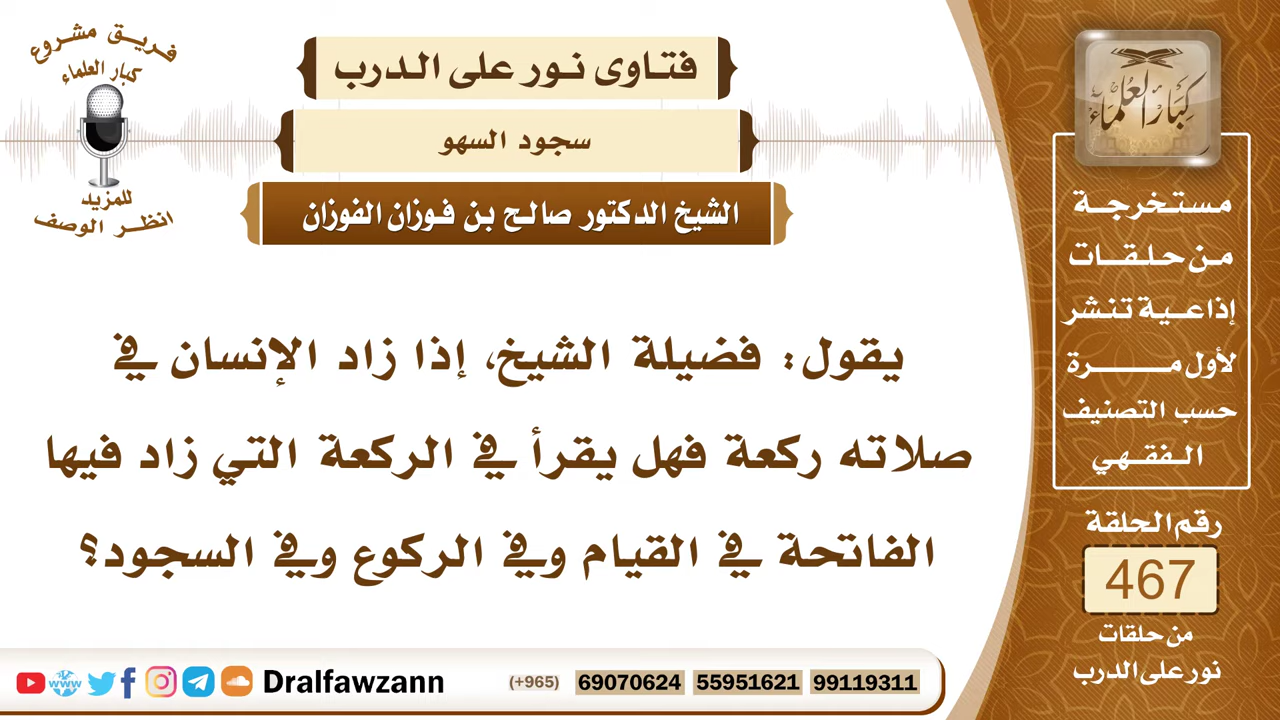 فريق مشروع
كبار العلماء
للمزيد
انظر الوصف
فتاوى نور على الدرب
سجود السهو
الشيخ الدكتور صالح بن فوزان الفوزان
يقول: فضيلة الشيخ، إذا زاد الإنسان في
صلاته ركعة فهل يقرأ في الركعة التي زاد فيها
الفاتحة في القيام وفي الركوع وفي السجود؟
كبار العلماء
مستخرجة
من حلقات
إذاعية تنشر
لأول مرة
حسب التصنيف
الفقهي
رقم الحلقة
467
من حلقات
نور على الدرب
www
Dralfawzann
(+965) 69070624 55951621 99119311